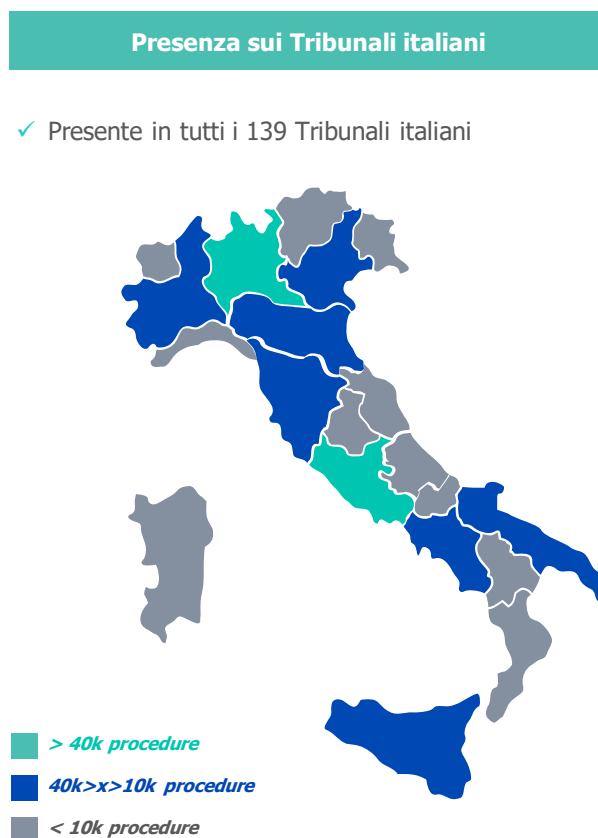 Presenza sui Tribunali italiani
✓ Presente in tutti i 139 Tribunali italiani
> 40k procedure
40k>x>10k procedure
< 10k procedure